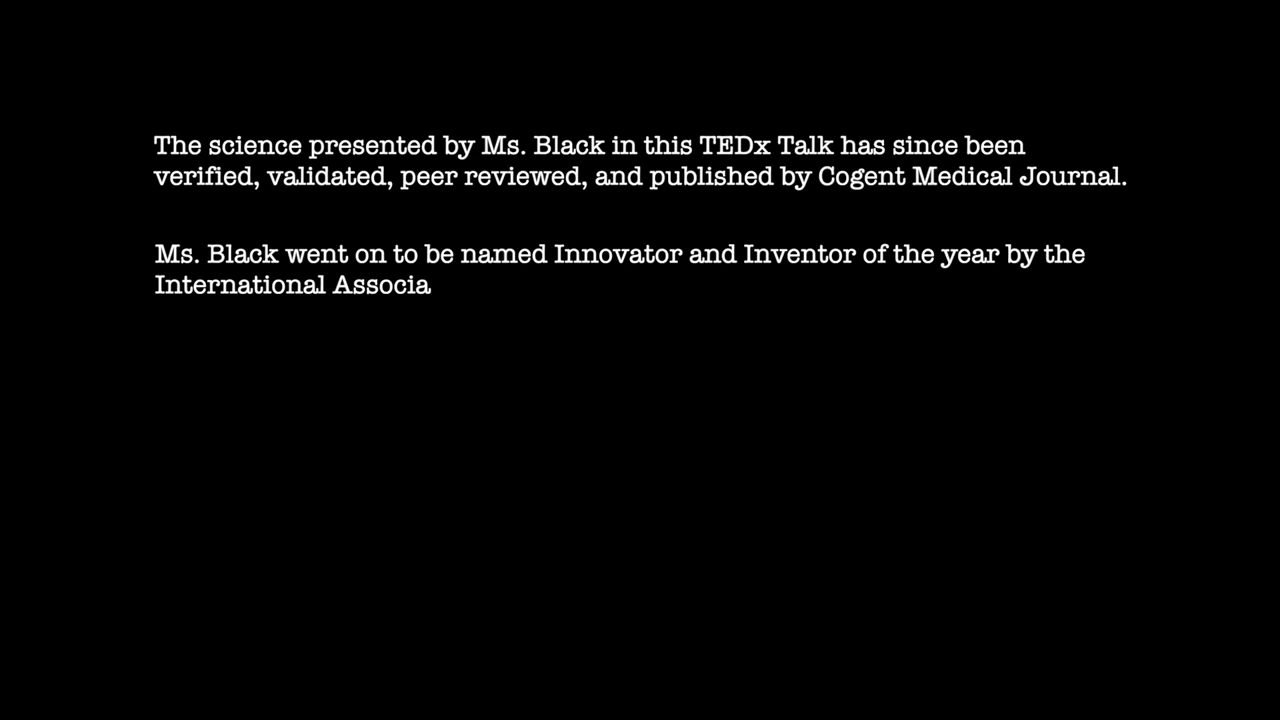 The science presented by Ms. Black in this TEDx Talk has since been
verified, validated, peer reviewed, and published by Cogent Medical Journal.
Ms. Black went on to be named Innovator and Inventor of the year by the
International Associa